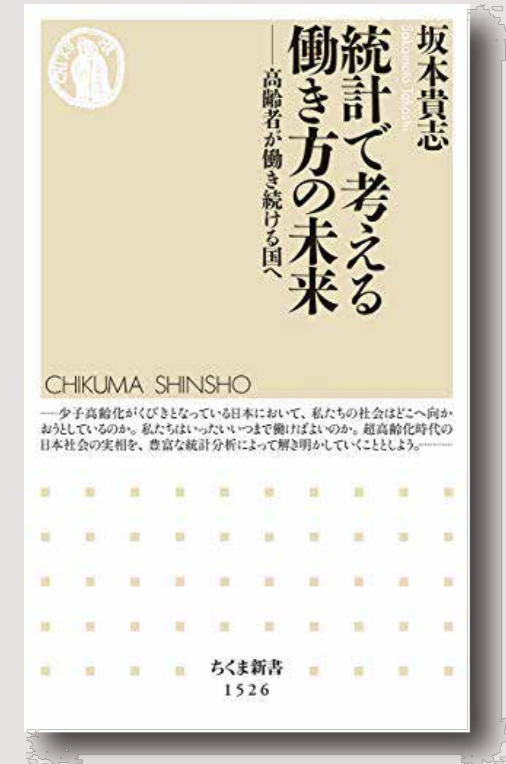 坂本貴志
Sakamoto Takashi
統計で考える
働き方の未来
──高齢者が働き続ける国へ
CHIKUMA SHINSHO
──少子高齢化がくびきとなっている日本において、私たちの社会はどこへ向か
おうとしているのか。私たちはいったいいつまで働けばよいのか。超高齢化時代の
日本社会の実相を、豊富な統計分析によって解き明かしていくこととしよう。…………
ちくま新書
1526